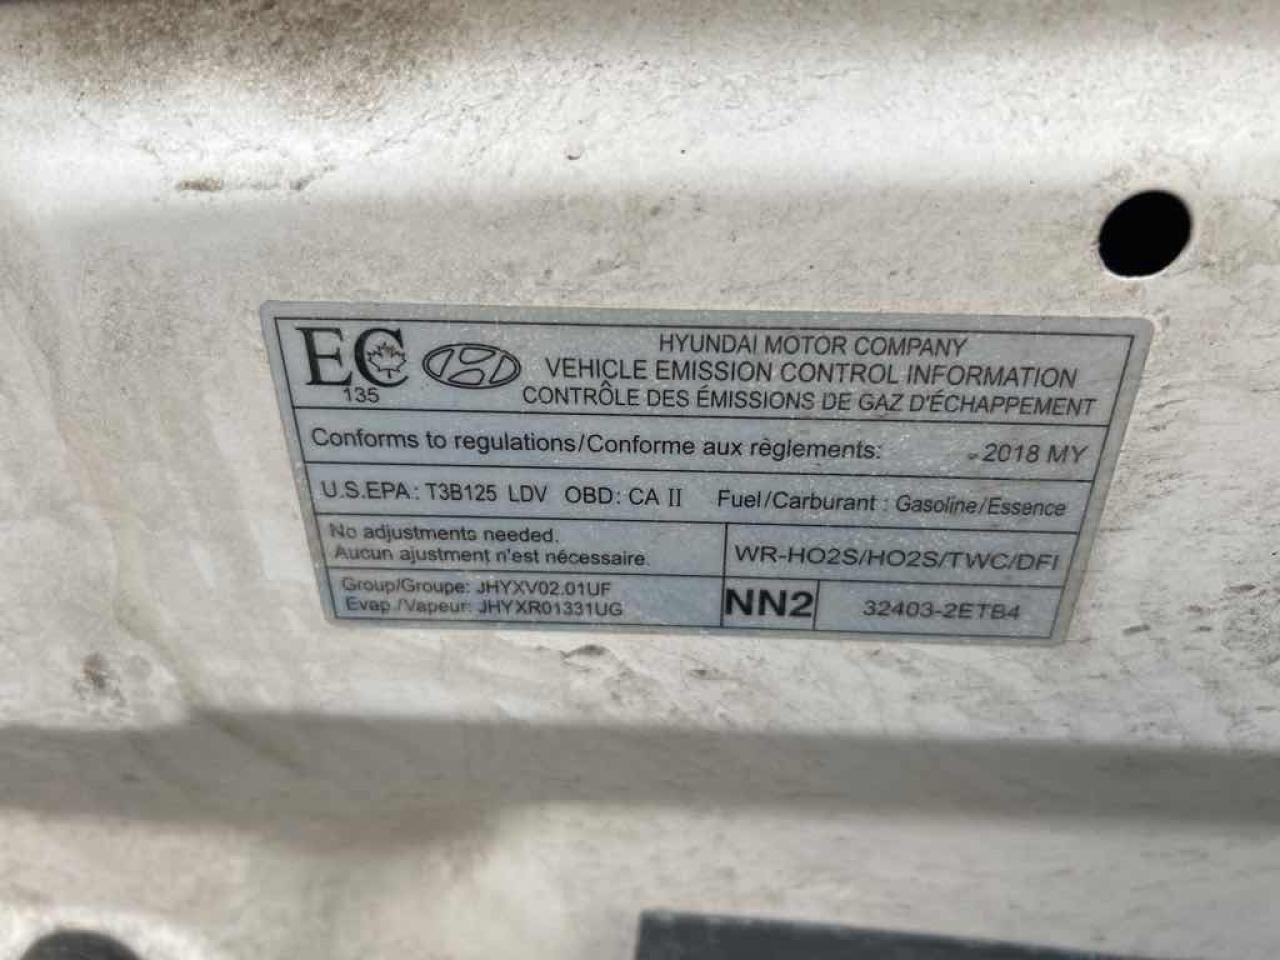 EC
135
HYUNDAI MOTOR COMPANY
VEHICLE EMISSION CONTROL INFORMATION
CONTRÔLE DES ÉMISSIONS DE GAZ D'ÉCHAPPEMENT
Conforms to regulations/Conforme aux règlements: 2018 MY
U.S.EPA: T3B125 LDV OBD: CA II Fuel/Carburant : Gasoline/Essence
No adjustments needed.
Aucun ajustment n'est nécessaire.
WR-HO2S/HO2S/TWC/DFI
Group/Groupe: JHYXV02.01UF
Evap./Vapeur: JHYXR01331UG
NN2
32403-2ETB4